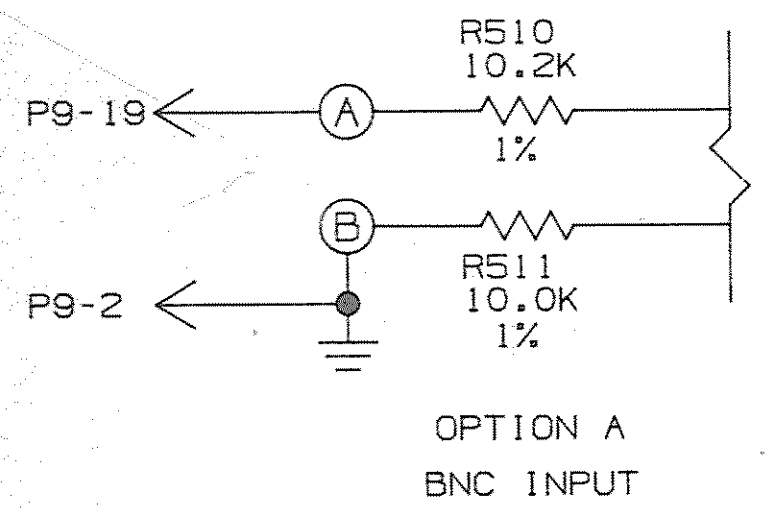 R510
10.2K
P9-19
A
1%
B
R511
P9-2
10.0K
1%
OPTION A
BNC INPUT